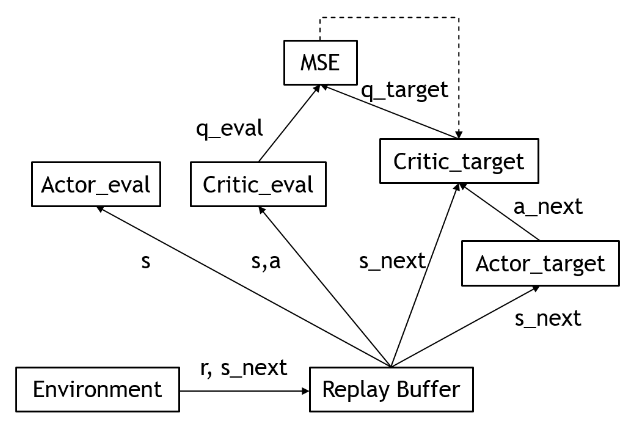 MSE
q_target
q_eval
Critic_target
Actor_eval
Critic_eval
a_next
s
s,a
s_next
Actor_target
s_next
r, s_next
Environment
Replay Buffer